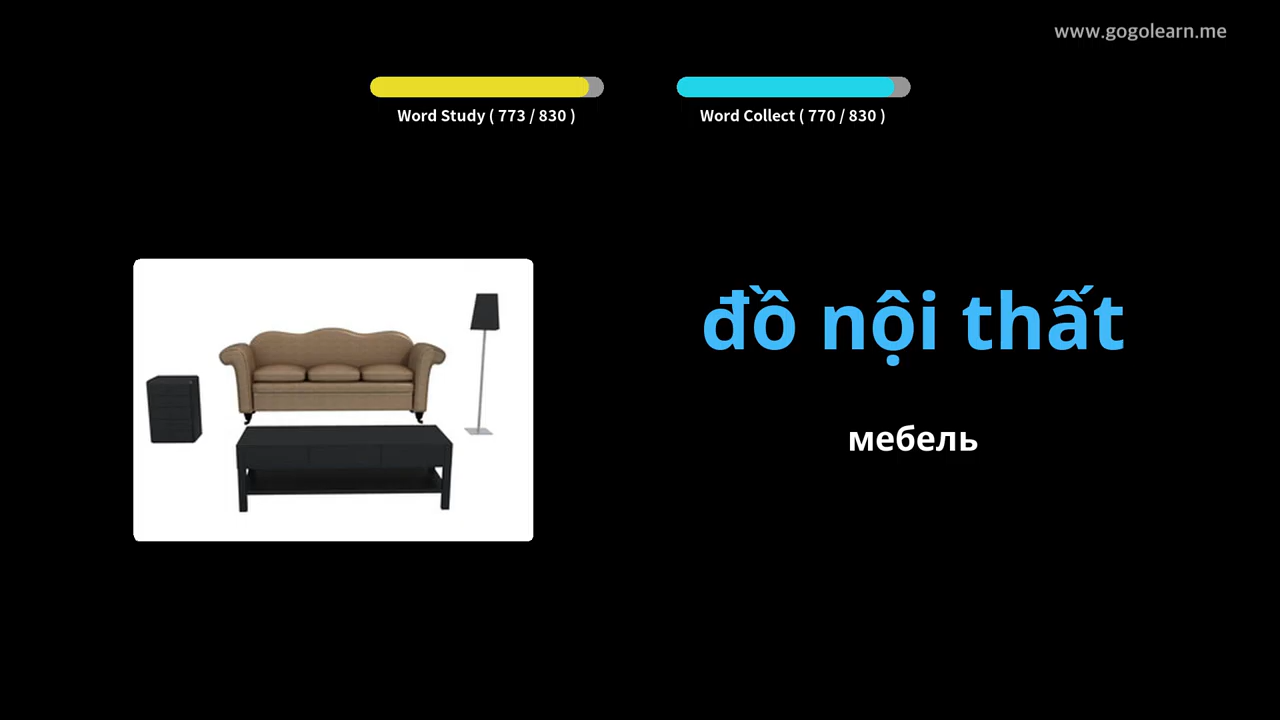 www.gogolearn.me
Word Study ( 773 / 830 )
Word Collect ( 770 / 830 )
đồ nội thất
мебель